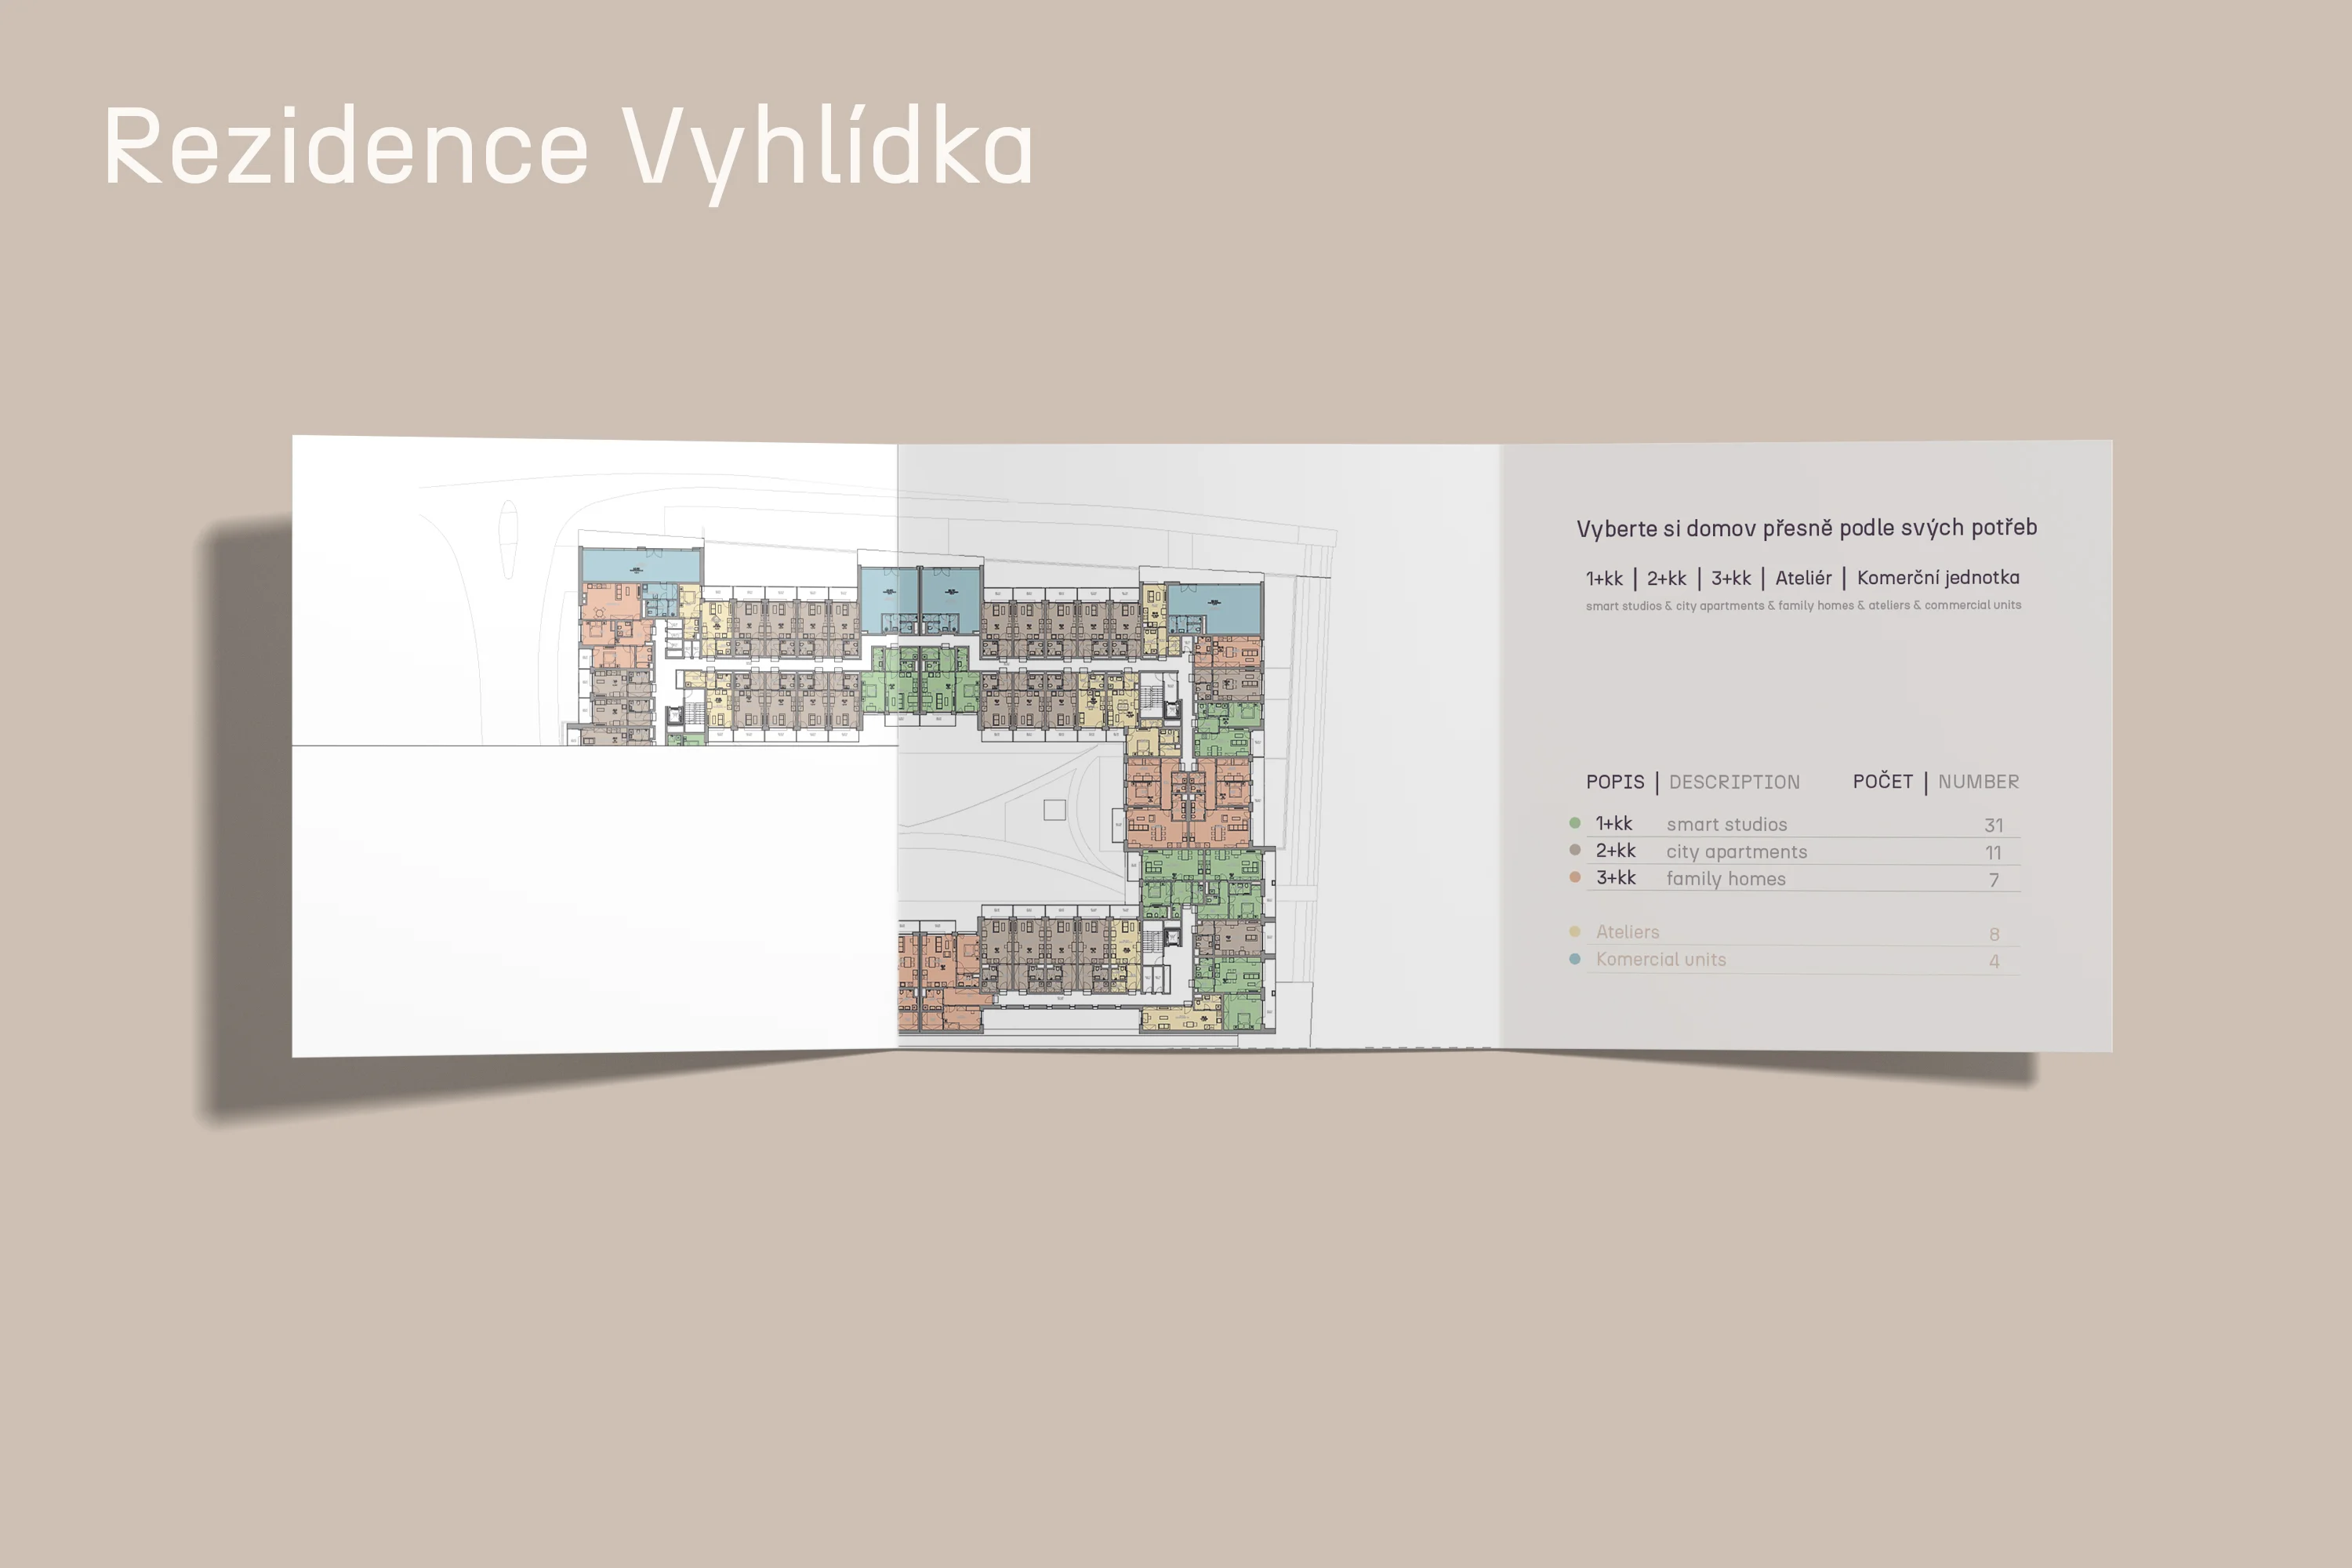 Rezidence Vyhlídka
Vyberte si domov přesně podle svých potřeb
1+kk | 2+kk | 3+kk | Ateliér | Komerční jednotka
smart studios & city apartments & family homes & ateliers & commercial units
POPIS | DESCRIPTION POČET | NUMBER
1+kk smart studios 31
2+kk city apartments 11
3+kk family homes 7
Ateliers 8
Komercial units 4